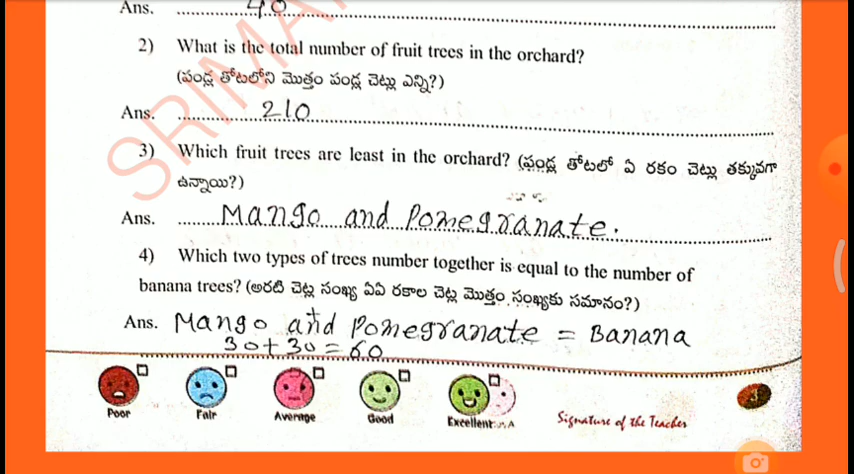 Ans. 40
2) What is the total number of fruit trees in the orchard?
(పండ్ల తోటలోని మొత్తం పండ్ల చెట్లు ఎన్ని?)
Ans. 210
3) Which fruit trees are least in the orchard? (పండ్ల తోటలో ఏ రకం చెట్లు తక్కువగా
ఉన్నాయి?)
Ans. Mango and Pomegranate.
4) Which two types of trees number together is equal to the number of
banana trees? (అరటి చెట్ల సంఖ్య ఏఏ రకాల చెట్ల మొత్తం సంఖ్యకు సమానం?)
Ans. Mango and Pomegranate = Banana
30+30=60
Poor Fair Average Good Excellent
Signature of the Teacher
3